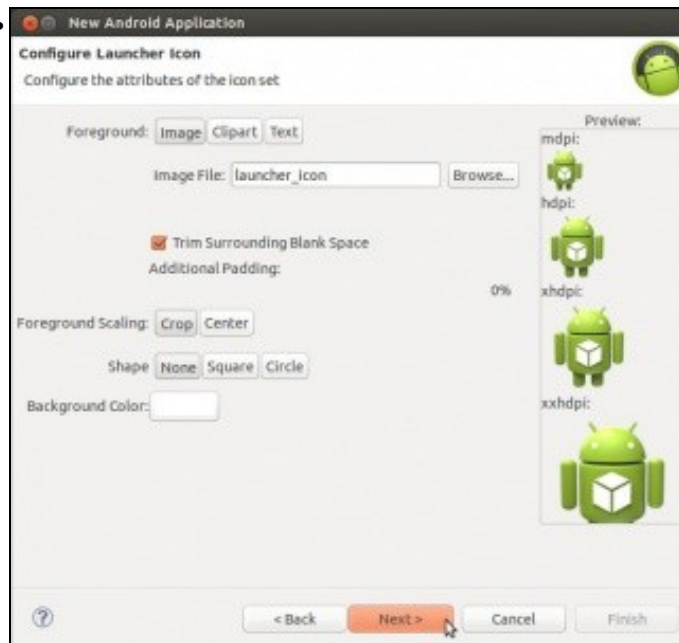 New Android Application
Configure Launcher Icon
Configure the attributes of the icon set
Foreground: Image Clipart Text
Preview:
mdpi:
Image File: launcher_icon Browse...
hdpi:
Trim Surrounding Blank Space
Additional Padding:
0%
xhdpi:
Foreground Scaling: Crop Center
Shape None Square Circle
Background Color:
xxhdpi:
< Back Next > Cancel Finish